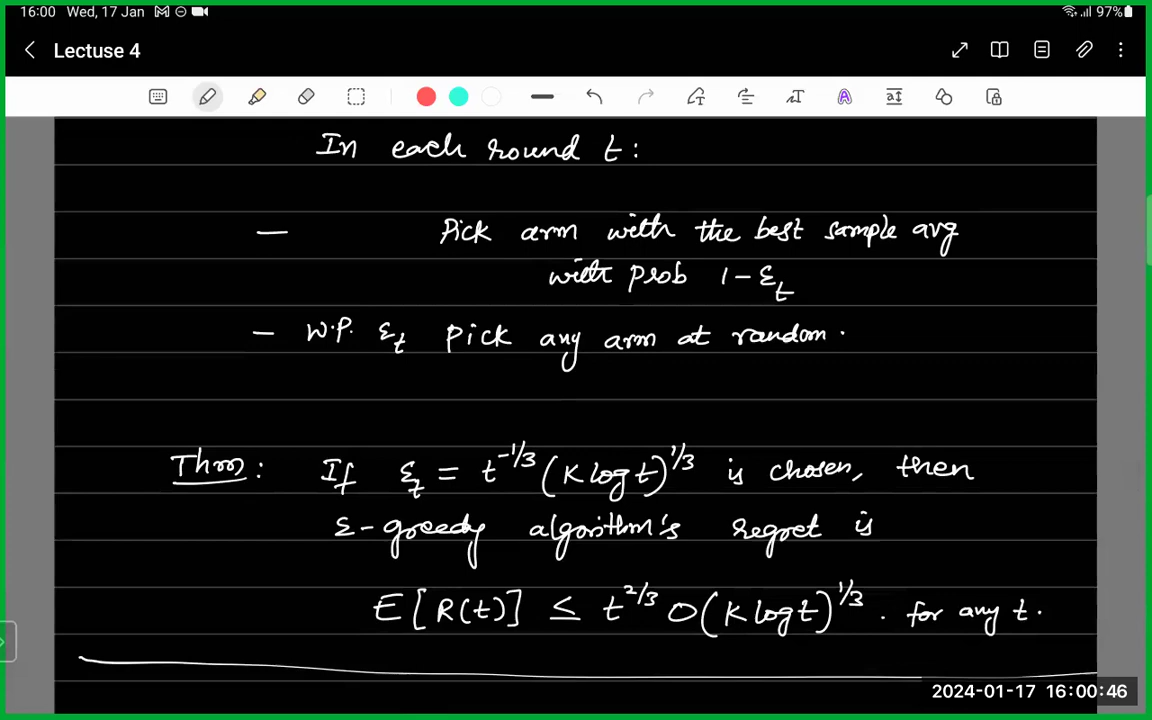 16:00 Wed, 17 Jan
97%
Lectuse 4
In each round t:
— Pick arm with the best sample avg
with prob 1 - ε_t
— W.P. ε_t pick any arm at random.
Thm: If ε_t = t^{-1/3} (K log t)^{1/3} is chosen, then
ε-greedy algorithm's regret is
E[R(t)] ≤ t^{2/3} O(K log t)^{1/3}. for any t.
2024-01-17 16:00:46